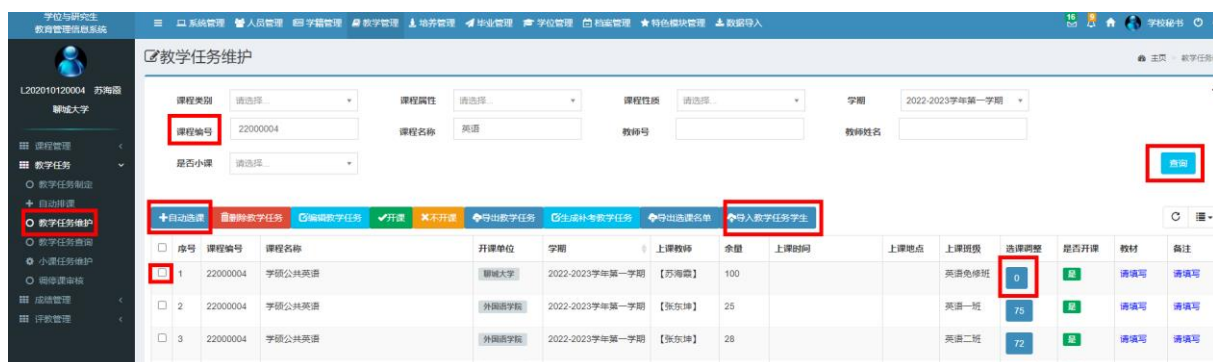 学位与研究生
教育管理信息系统
系统管理 人员管理 学籍管理 教学管理 培养管理 毕业管理 学位管理 档案管理 特色模块管理 数据导入
16 学校秘书
教学任务维护
主页 教学任务
L202010120004 苏海霞
聊城大学
课程类别 请选择... 课程属性 请选择... 课程性质 请选择... 学期 2022-2023学年第一学期
课程编号 22000004 课程名称 英语 教师号 教师姓名
是否小课 请选择...
查询
课程管理
教学任务
教学任务制定
自动排课
教学任务维护
教学任务查询
小课任务维护
调停课审核
成绩管理
评教管理
自动选课 删除教学任务 编辑教学任务 开课 不开课 导出教学任务 生成补考教学任务 导出选课名单 导入教学任务学生
序号 课程编号 课程名称 开课单位 学期 上课教师 余量 上课时间 上课地点 上课班级 选课调整 是否开课 教材 备注
1 22000004 学硕公共英语 聊城大学 2022-2023学年第一学期 【苏海霞】 100 英语免修班 0 是 请填写 请填写
2 22000004 学硕公共英语 外国语学院 2022-2023学年第一学期 【张东坤】 25 英语一班 75 是 请填写 请填写
3 22000004 学硕公共英语 外国语学院 2022-2023学年第一学期 【张东坤】 28 英语二班 72 是 请填写 请填写